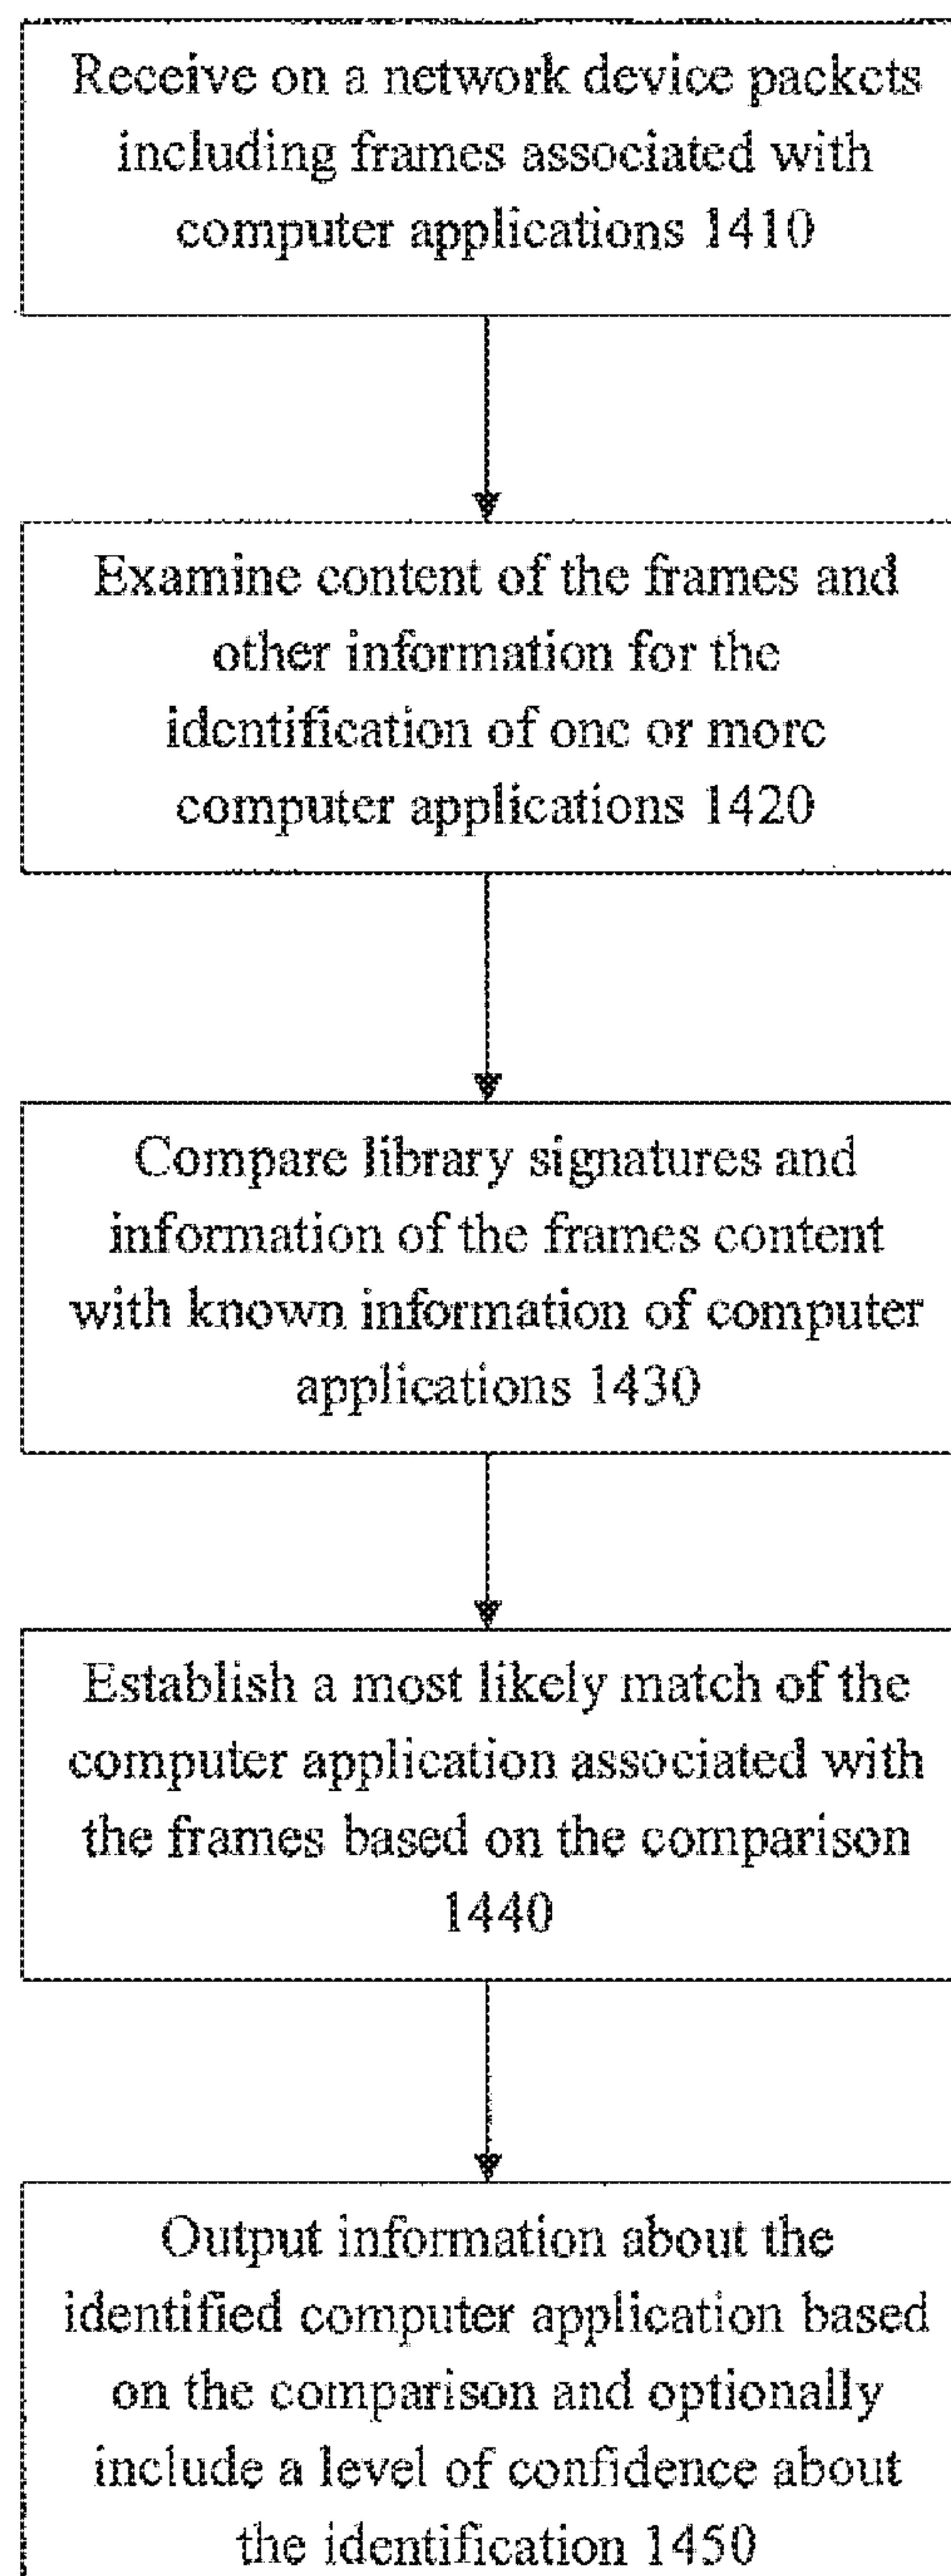 Receive on a network device packets
including frames associated with
computer applications 1410
Examine content of the frames and
other information for the
identification of one or more
computer applications 1420
Compare library signatures and
information of the frames content
with known information of computer
applications 1430
Establish a most likely match of the
computer application associated with
the frames based on the comparison
1440
Output information about the
identified computer application based
on the comparison and optionally
include a level of confidence about
the identification 1450